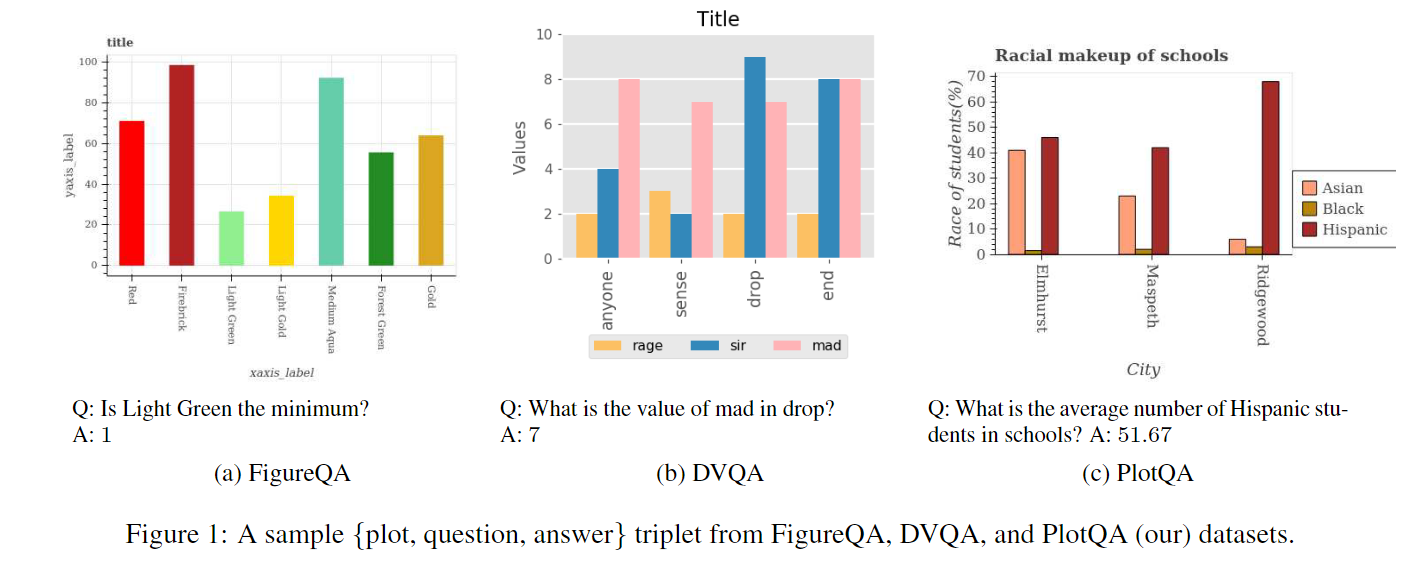 title
100
80
60
40
20
0
yaxis_label
Red
Firebrick
Light Green
Light Gold
Medium Aqua
Forest Green
Gold
xaxis_label
Q: Is Light Green the minimum?
A: 1
(a) FigureQA
Title
10
8
6
4
2
0
Values
anyone
sense
drop
end
rage sir mad
Q: What is the value of mad in drop?
A: 7
(b) DVQA
Racial makeup of schools
70
60
50
40
30
20
10
0
Race of students(%)
Elmhurst
Maspeth
Ridgewood
City
Asian
Black
Hispanic
Q: What is the average number of Hispanic stu-
dents in schools? A: 51.67
(c) PlotQA
Figure 1: A sample {plot, question, answer} triplet from FigureQA, DVQA, and PlotQA (our) datasets.